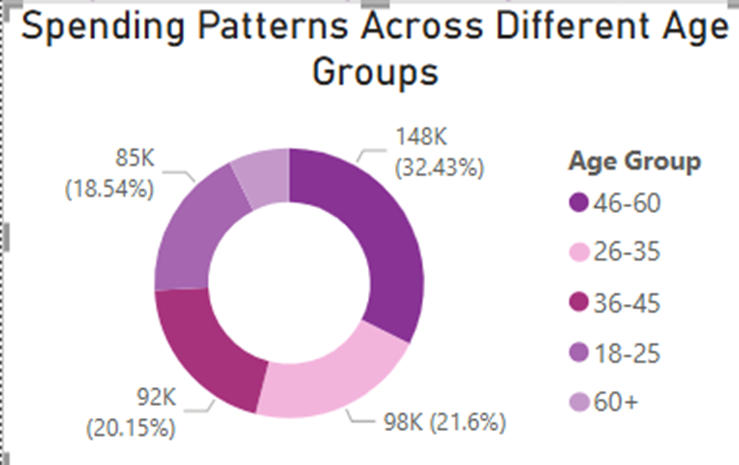 Spending Patterns Across Different Age
Groups
148K
(32.43%)
85K
(18.54%)
92K
(20.15%)
98K (21.6%)
Age Group
46-60
26-35
36-45
18-25
60+